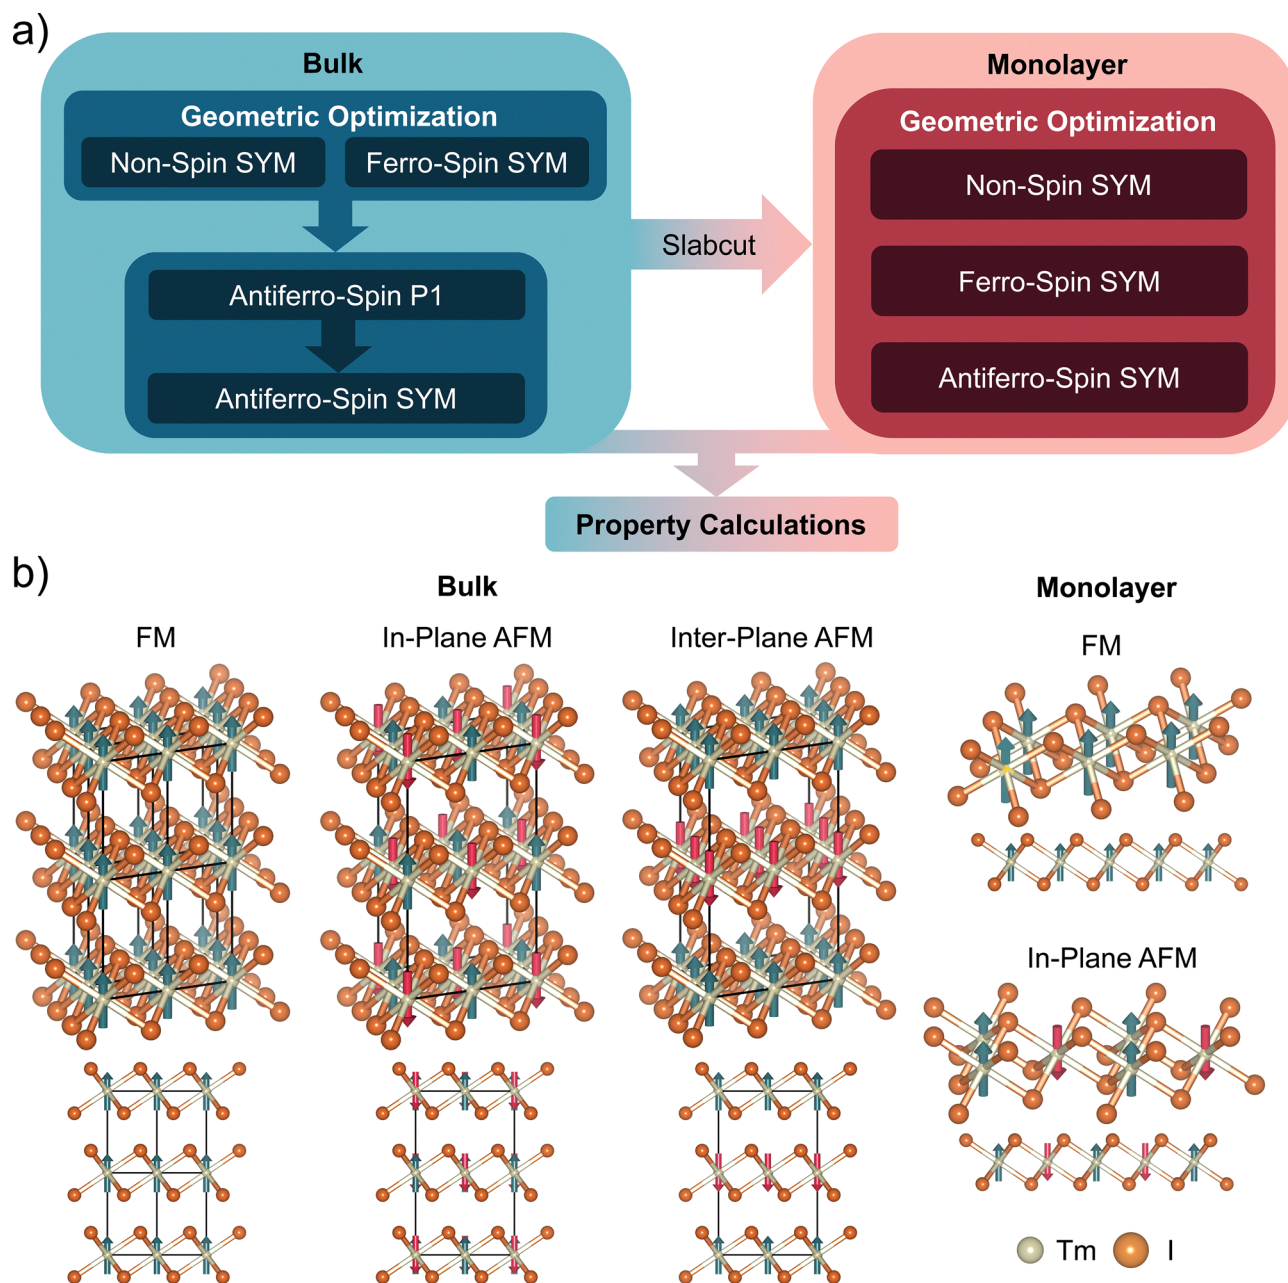 a)
Bulk
Geometric Optimization
Non-Spin SYM
Ferro-Spin SYM
Antiferro-Spin P1
Antiferro-Spin SYM
Slabcut
Monolayer
Geometric Optimization
Non-Spin SYM
Ferro-Spin SYM
Antiferro-Spin SYM
Property Calculations
b)
Bulk
FM
In-Plane AFM
Inter-Plane AFM
Monolayer
FM
In-Plane AFM
Tm
I